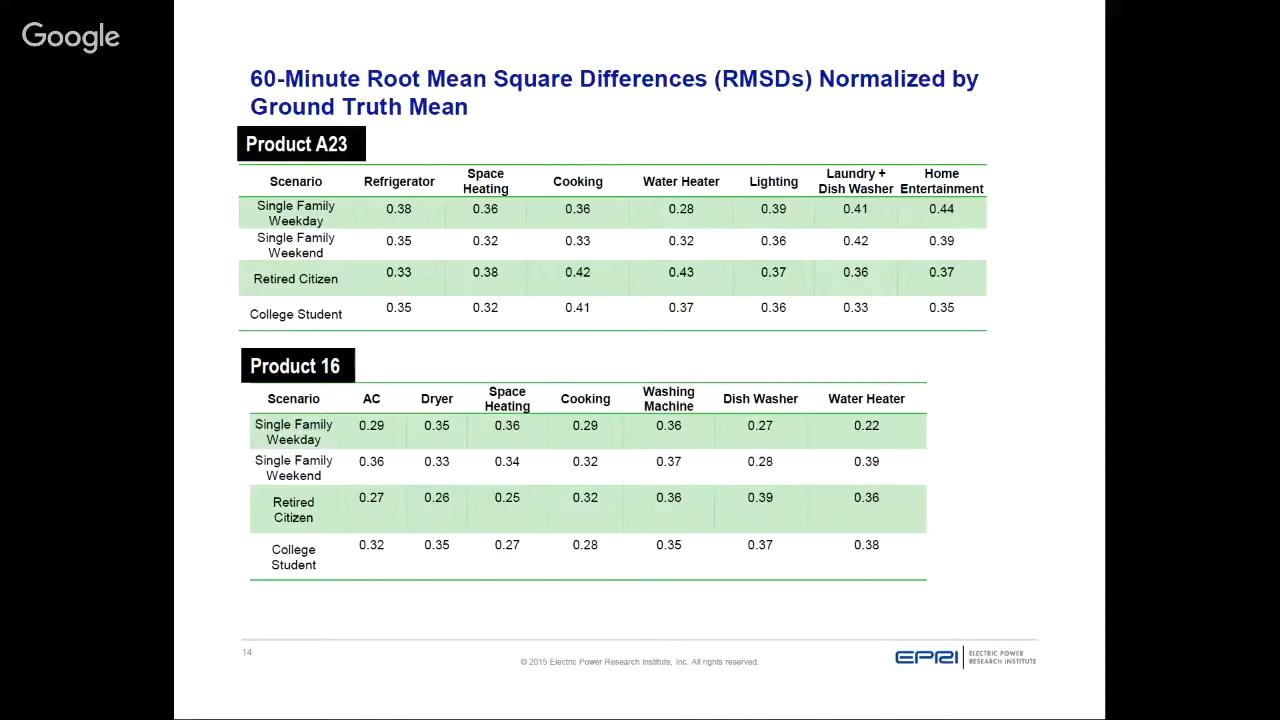 Google
60-Minute Root Mean Square Differences (RMSDs) Normalized by
Ground Truth Mean
Product A23
Scenario Refrigerator Space Heating Cooking Water Heater Lighting Laundry + Dish Washer Home Entertainment
Single Family Weekday 0.38 0.36 0.36 0.28 0.39 0.41 0.44
Single Family Weekend 0.35 0.32 0.33 0.32 0.36 0.42 0.39
Retired Citizen 0.33 0.38 0.42 0.43 0.37 0.36 0.37
College Student 0.35 0.32 0.41 0.37 0.36 0.33 0.35
Product 16
Scenario AC Dryer Space Heating Cooking Washing Machine Dish Washer Water Heater
Single Family Weekday 0.29 0.35 0.36 0.29 0.36 0.27 0.22
Single Family Weekend 0.36 0.33 0.34 0.32 0.37 0.28 0.39
Retired Citizen 0.27 0.26 0.25 0.32 0.36 0.39 0.36
College Student 0.32 0.35 0.27 0.28 0.35 0.37 0.38
14
© 2015 Electric Power Research Institute, Inc. All rights reserved.
EPRI
ELECTRIC POWER
RESEARCH INSTITUTE